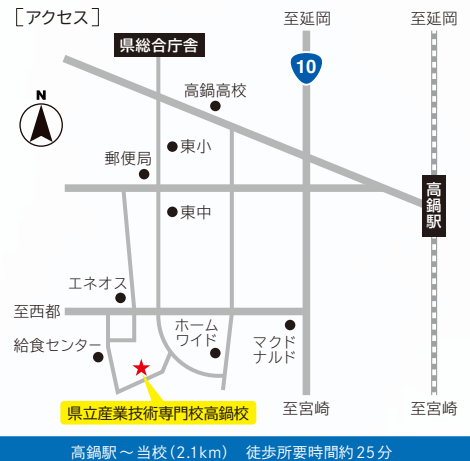 ［アクセス］
至延岡
至延岡
県総合庁舎
10
高鍋高校
N
東小
郵便局
高鍋駅
東中
エネオス
至西都
ホーム
ワイド
マクド
ナルド
給食センター
県立産業技術専門校高鍋校
至宮崎
至宮崎
高鍋駅～当校(2.1km)　徒歩所要時間約25分